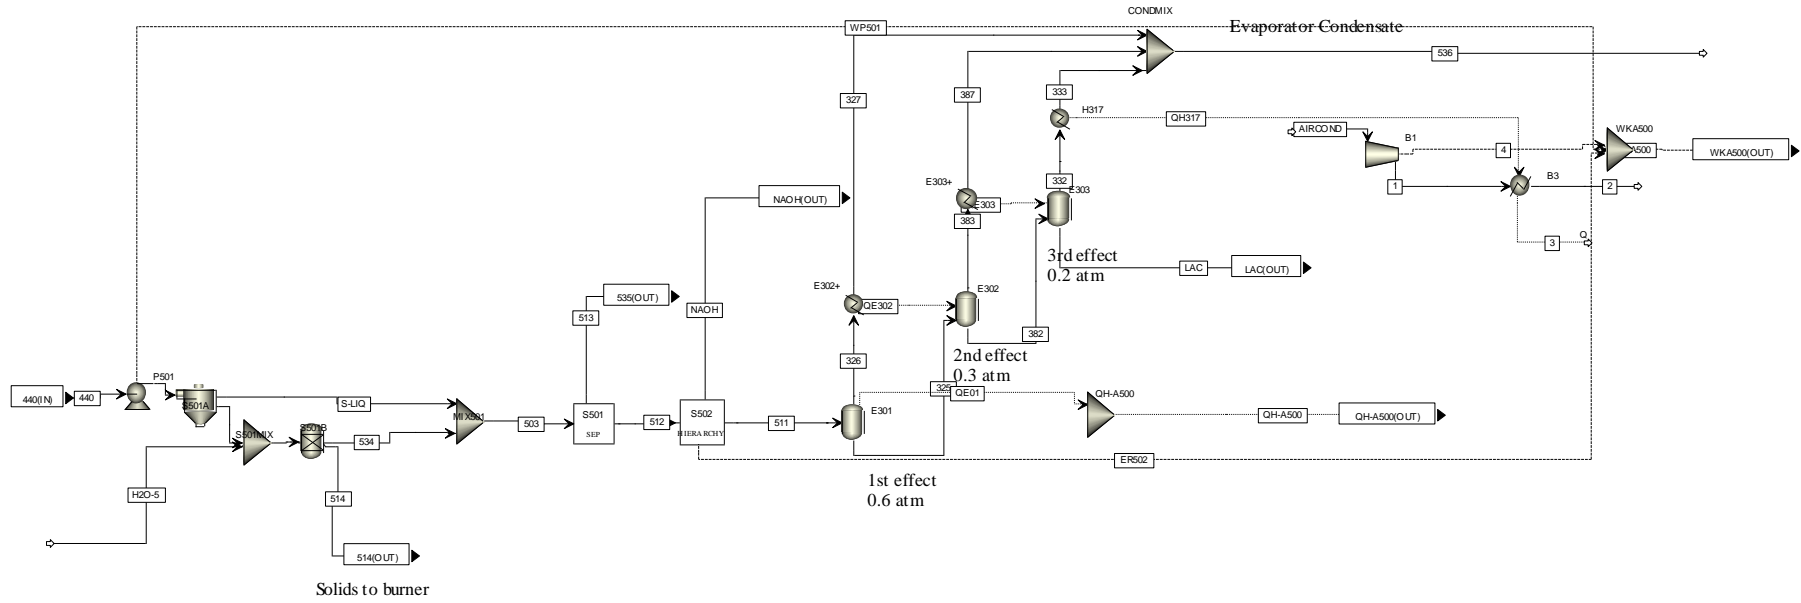 CONDMIX
Evaporator Condensate
WP501
536
327
387
333
H317
QH317
AIRCOND
B1
WKA500
4
WKA500(OUT)
E303+
332
E303
1
B3
2
NAOH(OUT)
383
3rd effect
0.2 atm
Q
3
LAC
LAC(OUT)
E302+
QE302
E302
535(OUT)
513
NAOH
382
2nd effect
0.3 atm
326
325
QE01
QH-A500
P501
440(IN)
440
S501A
S-LIQ
MIX501
S501
SEP
S502
HIERARCHY
E301
QH-A500
QH-A500(OUT)
503
512
511
S501MIX
S501B
534
ER502
1st effect
0.6 atm
H2O-5
514
514(OUT)
Solids to burner